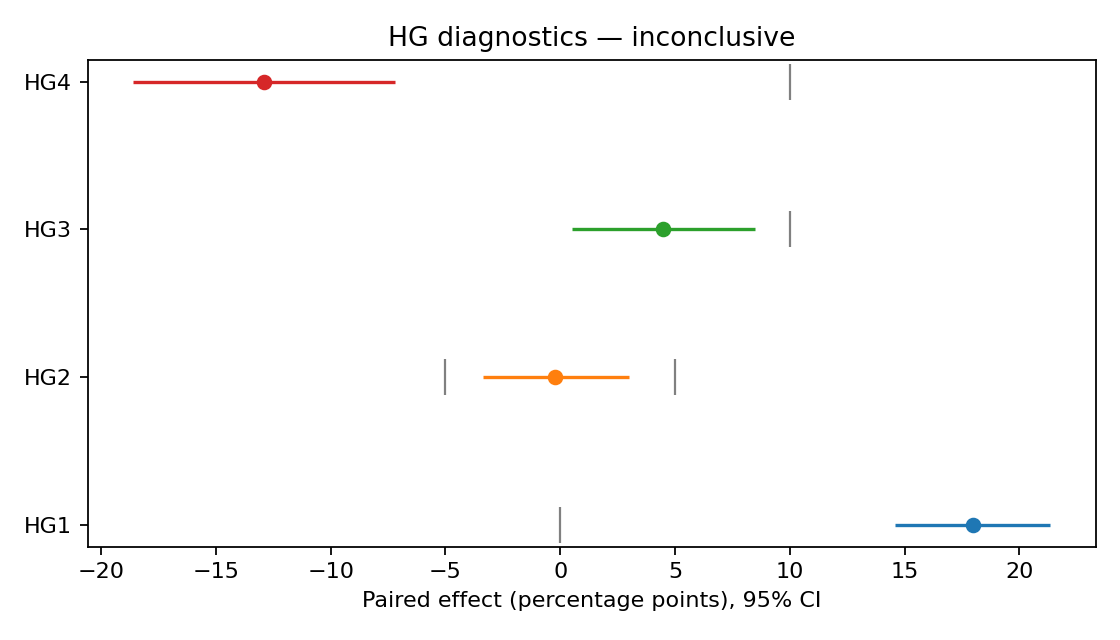 HG diagnostics — inconclusive
HG4
HG3
HG2
HG1
−20 −15 −10 −5 0 5 10 15 20
Paired effect (percentage points), 95% CI